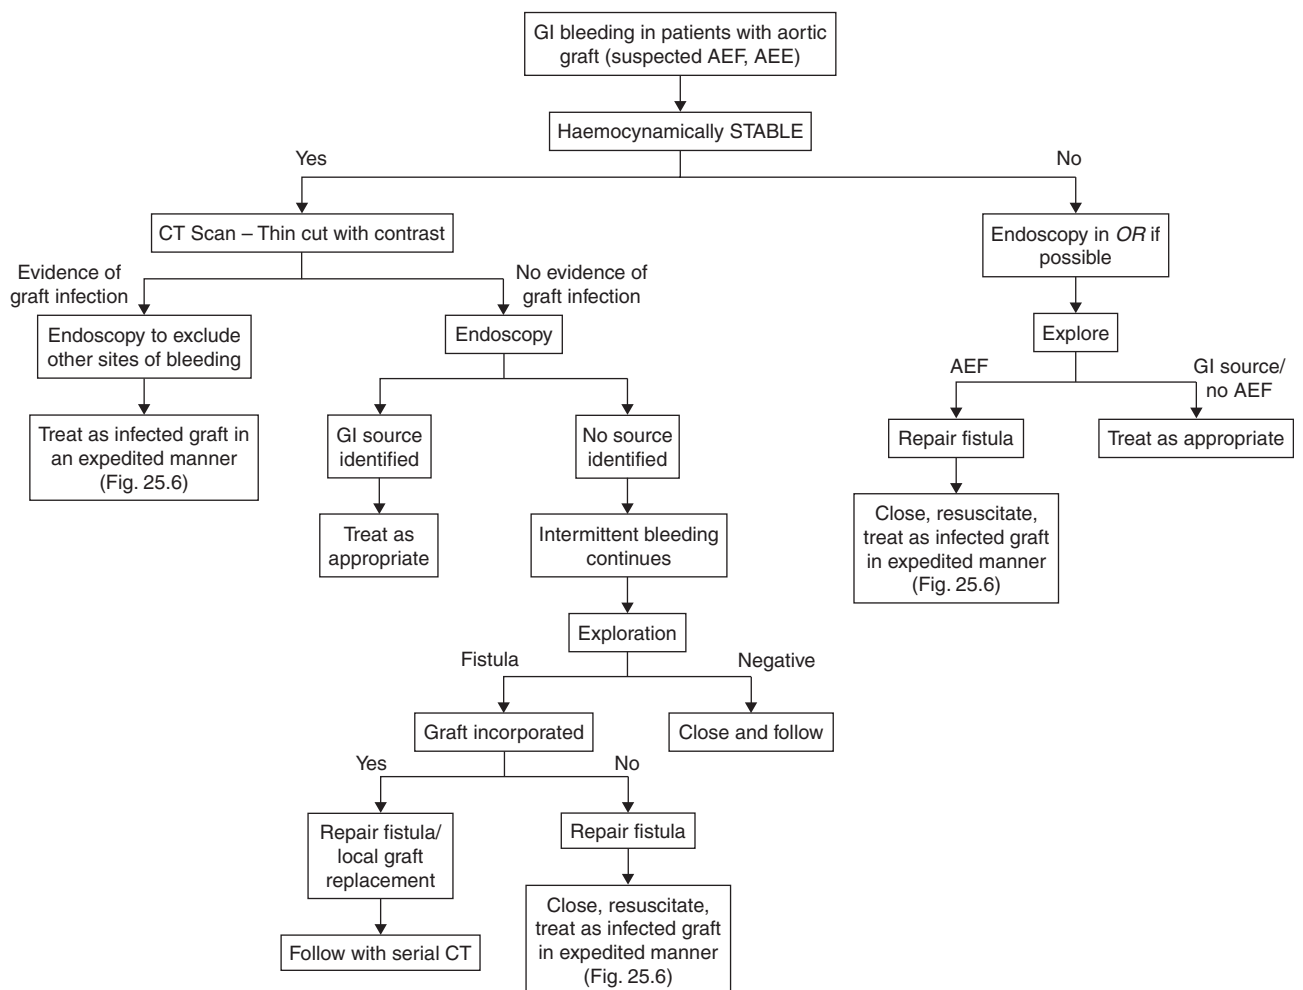 GI bleeding in patients with aortic
graft (suspected AEF, AEE)
Haemocynamically STABLE
Yes
No
CT Scan – Thin cut with contrast
Endoscopy in OR if
possible
Evidence of
graft infection
No evidence of
graft infection
Endoscopy to exclude
other sites of bleeding
Endoscopy
Explore
AEF
GI source/
no AEF
Treat as infected graft in
an expedited manner
(Fig. 25.6)
GI source
identified
No source
identified
Repair fistula
Treat as appropriate
Treat as
appropriate
Intermittent bleeding
continues
Close, resuscitate,
treat as infected graft
in expedited manner
(Fig. 25.6)
Exploration
Fistula
Negative
Graft incorporated
Close and follow
Yes
No
Repair fistula/
local graft
replacement
Repair fistula
Follow with serial CT
Close, resuscitate,
treat as infected graft
in expedited manner
(Fig. 25.6)